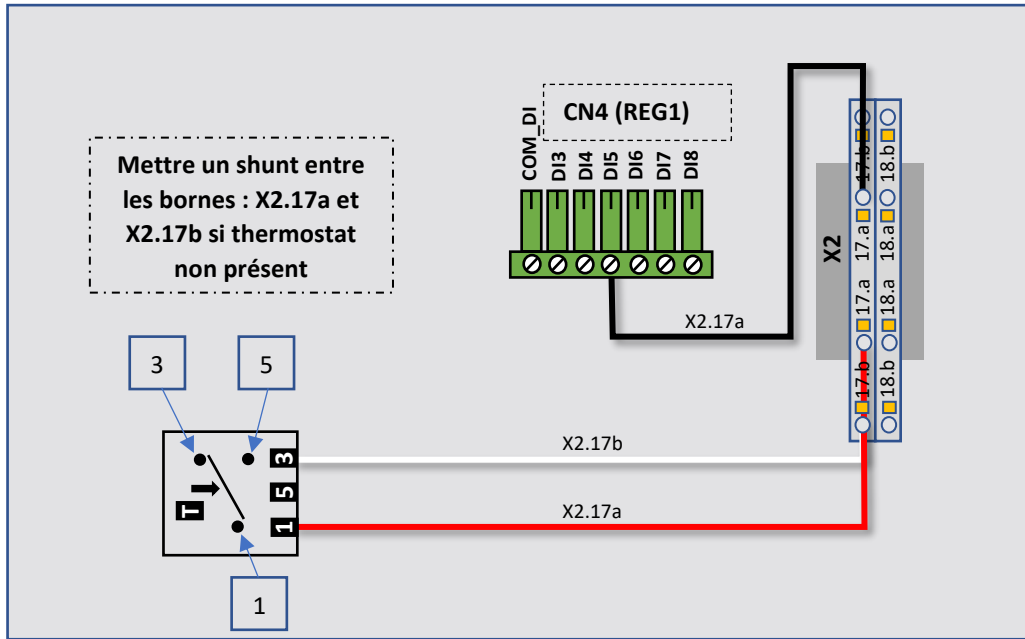 CN4 (REG1)
COM_DI
DI3
DI4
DI5
DI6
DI7
DI8
Mettre un shunt entre
les bornes : X2.17a et
X2.17b si thermostat
non présent
X2
17.b
18.b
17.a
18.a
17.a
18.a
17.b
18.b
X2.17a
3
5
X2.17b
X2.17a
3
5
1
T
1